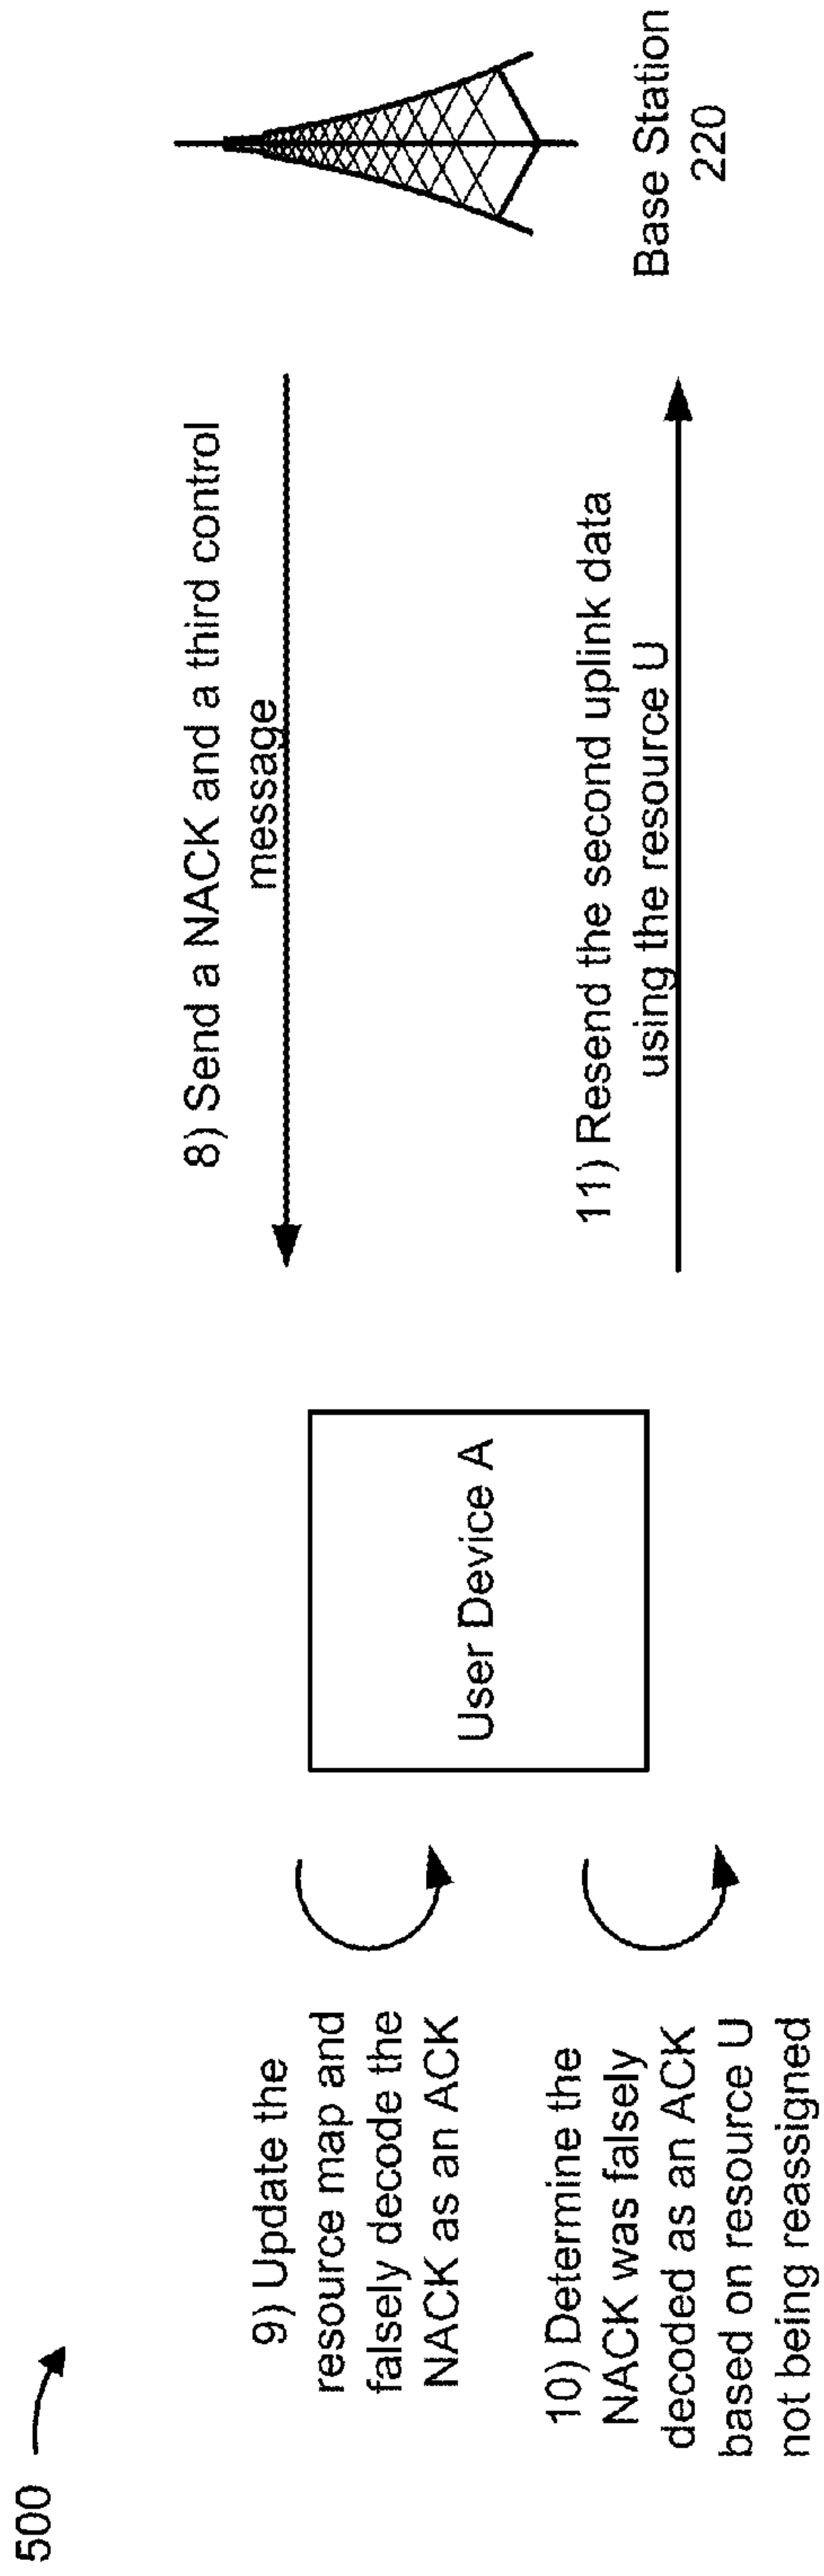 500
8) Send a NACK and a third control
message
9) Update the
resource map and
falsely decode the
NACK as an ACK
User Device A
Base Station
220
10) Determine the
NACK was falsely
decoded as an ACK
based on resource U
not being reassigned
11) Resend the second uplink data
using the resource U